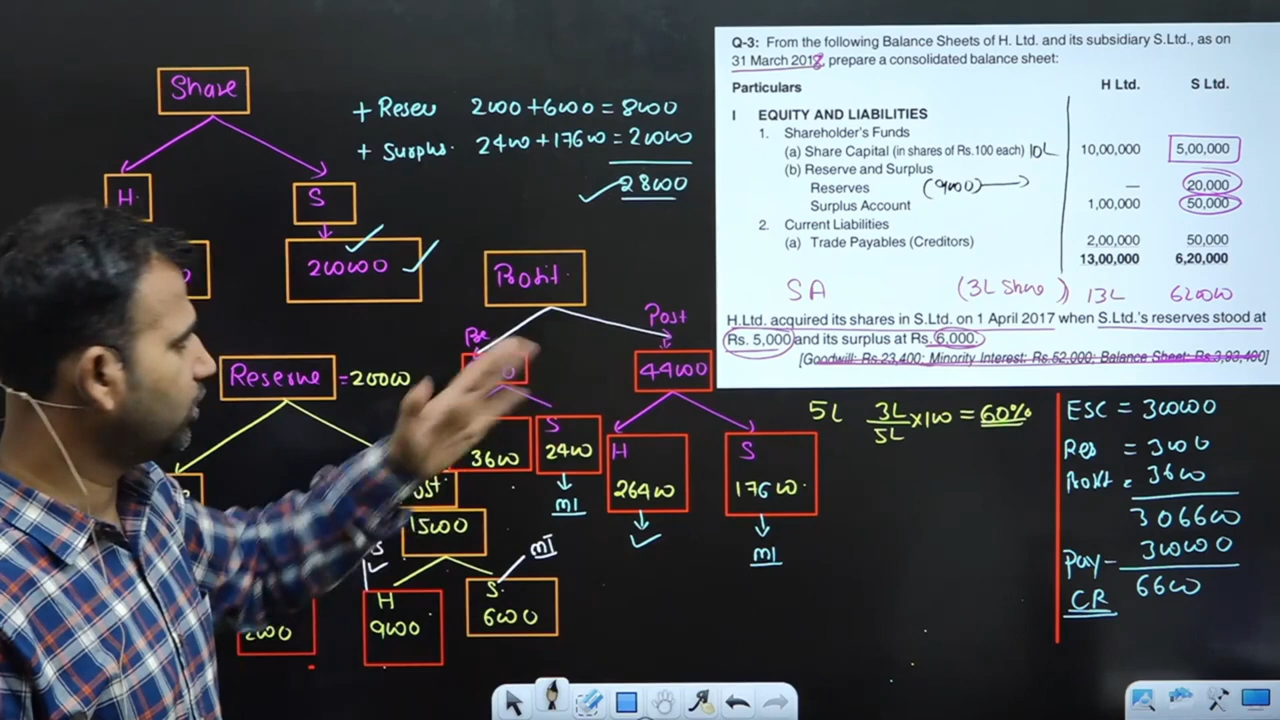 Share
H.
S
200000
+ Reser 2000 + 6000 = 8000
+ Surplus. 2400 + 17600 = 20000
28000
Profit.
Post
44000
Reserve = 20000
3600
S
2400
MI
H
26400
S
17600.
MI
15000
H
9000
S.
6000
MI
Q-3: From the following Balance Sheets of H. Ltd. and its subsidiary S.Ltd., as on
31 March 2018, prepare a consolidated balance sheet:
Particulars H Ltd. S Ltd.
I EQUITY AND LIABILITIES
1. Shareholder's Funds
(a) Share Capital (in shares of Rs.100 each) 10L 10,00,000 5,00,000
(b) Reserve and Surplus
Reserves (9000) — 20,000
Surplus Account 1,00,000 50,000
2. Current Liabilities
(a) Trade Payables (Creditors) 2,00,000 50,000
13,00,000 6,20,000
SA (3L Share) 13L 620000
H.Ltd. acquired its shares in S.Ltd. on 1 April 2017 when S.Ltd.'s reserves stood at
Rs. 5,000 and its surplus at Rs. 6,000.
[Goodwill: Rs.23,400; Minority Interest: Rs.52,000; Balance Sheet: Rs.
5L 3L/5L × 100 = 60%
ESC = 300000
Res = 3000
3600
306600
Pay - 300000
CR 6600